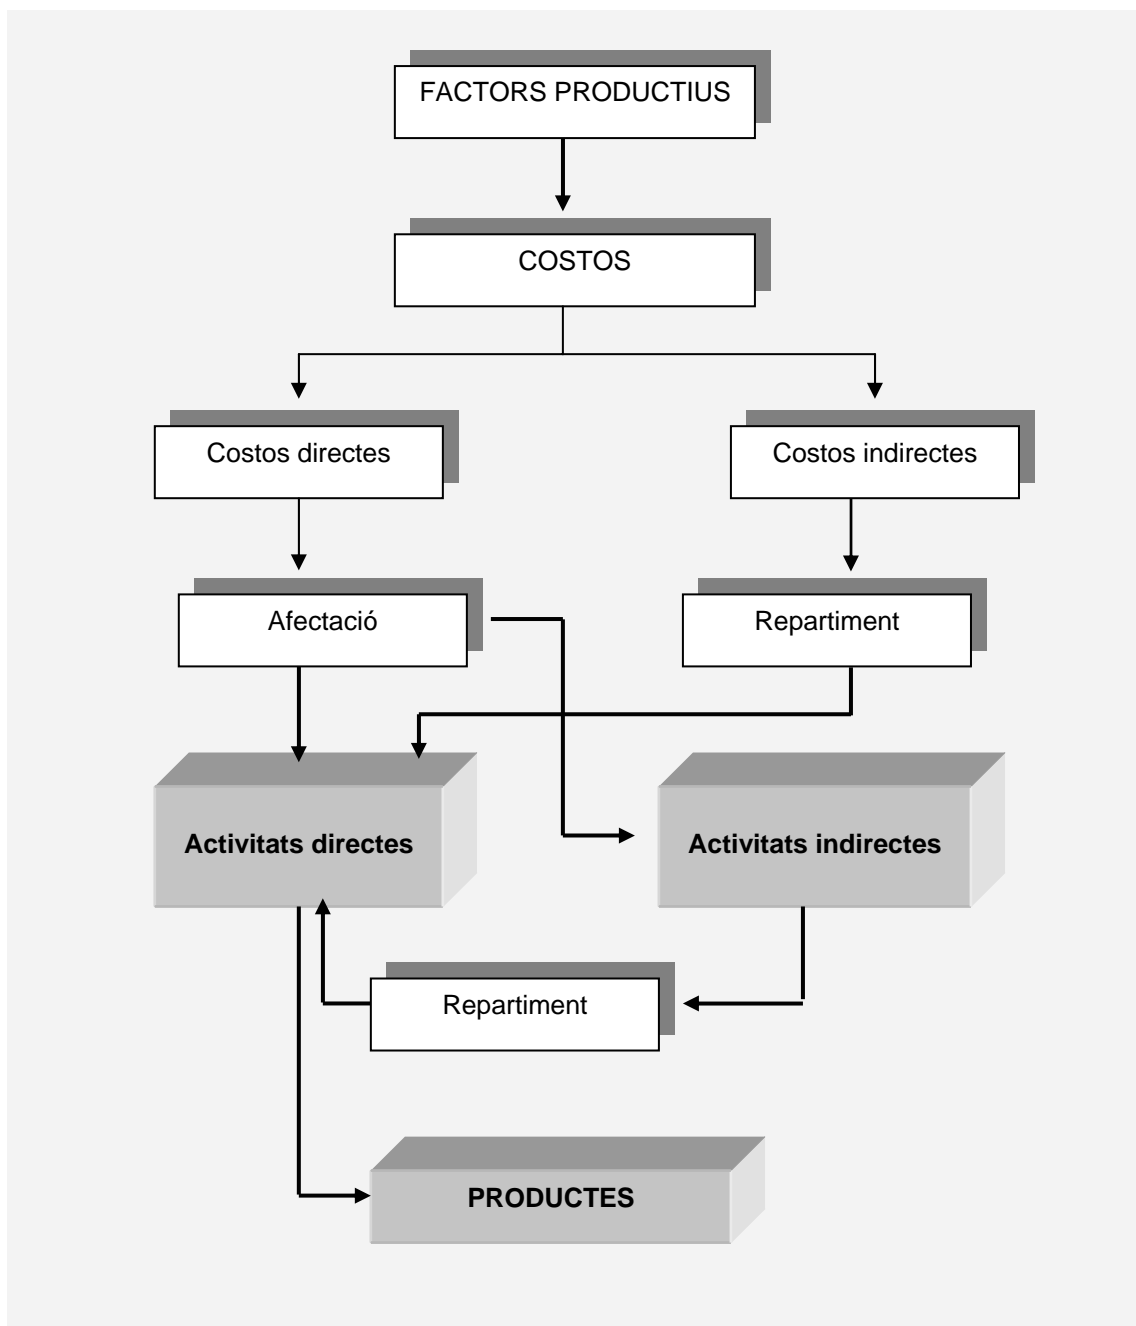 FACTORS PRODUCTIUS
COSTOS
Costos directes
Costos indirectes
Afectació
Repartiment
Activitats directes
Activitats indirectes
Repartiment
PRODUCTES